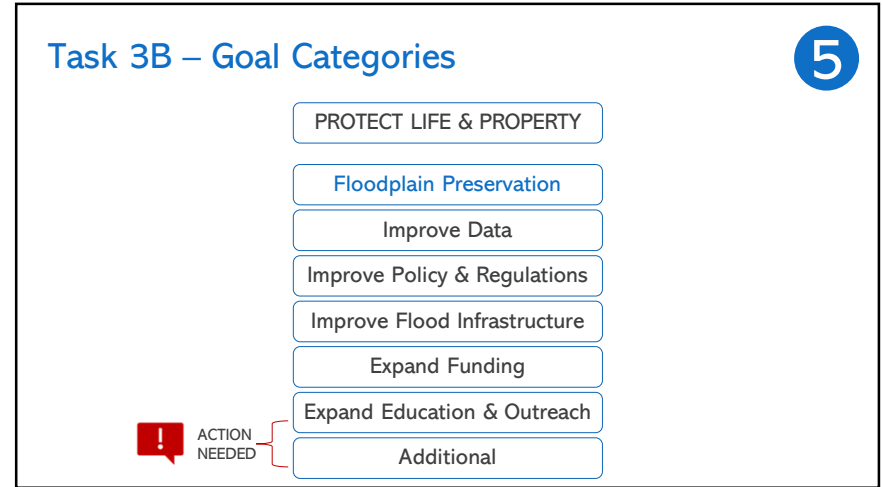 Task 3B – Goal Categories
5
PROTECT LIFE & PROPERTY
Floodplain Preservation
Improve Data
Improve Policy & Regulations
Improve Flood Infrastructure
Expand Funding
Expand Education & Outreach
!
ACTION
NEEDED
Additional